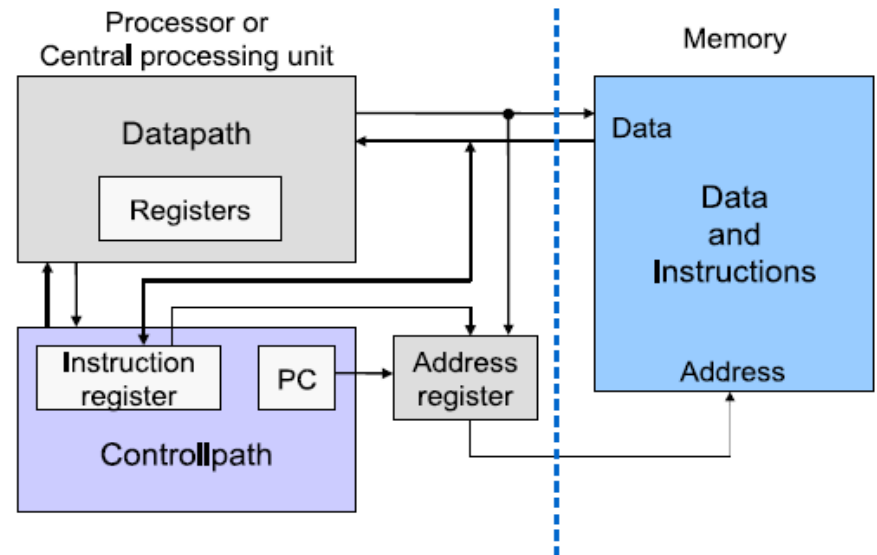 Processor or
Central processing unit
Memory
Datapath
Registers
Data
Data
and
Instructions
Instruction
register
PC
Address
register
Address
Controllpath